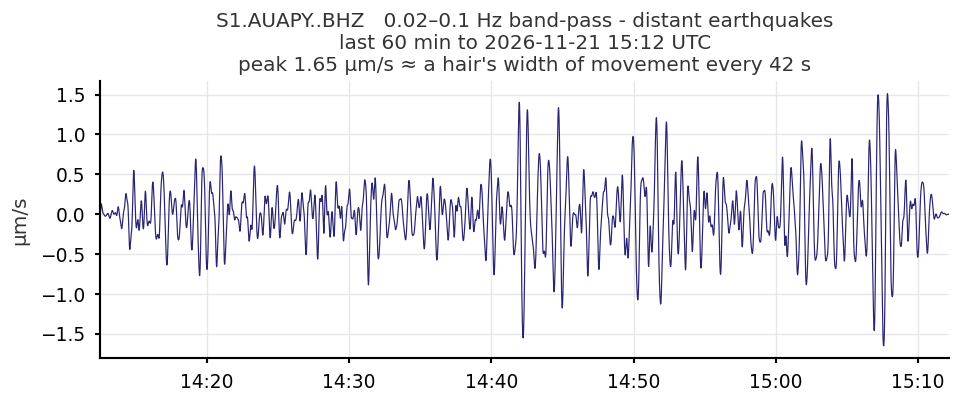 S1.AUAPY..BHZ   0.02–0.1 Hz band-pass - distant earthquakes
last 60 min to 2026-11-21 15:12 UTC
peak 1.65 µm/s ≈ a hair's width of movement every 42 s
1.5
1.0
0.5
0.0
−0.5
−1.0
−1.5
µm/s
14:20 14:30 14:40 14:50 15:00 15:10